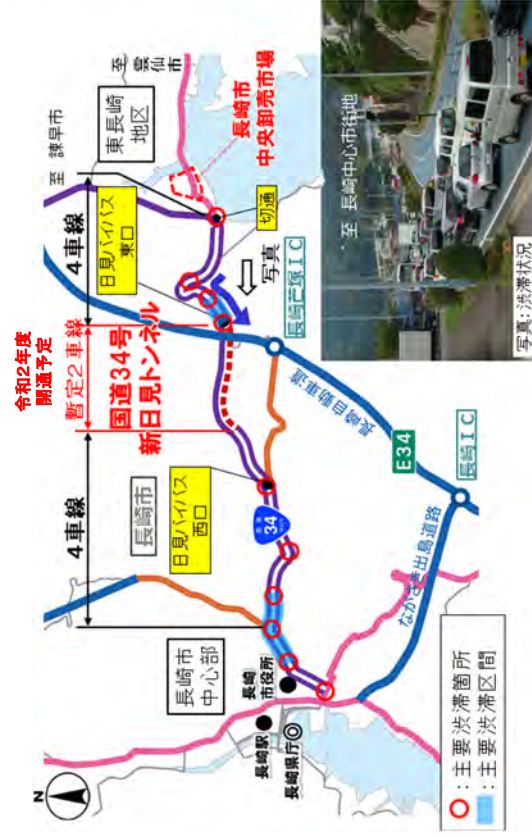 令和2年度
開通予定
4車線
暫定2車線
4車線
至 諫早市
東長崎
地区
至
雲仙市
長崎市
中央卸売市場
日見バイパス
東口
切通
写真
国道34号
新日見トンネル
長崎芒塚IC
長崎市
日見バイパス
西口
34
長崎自動車道
E34
長崎IC
ながさき出島道路
長崎市
中心部
長崎
市役所
長崎駅
長崎県庁
N
○：主要渋滞箇所
：主要渋滞区間
至 長崎中心市街地
写真：渋滞状況